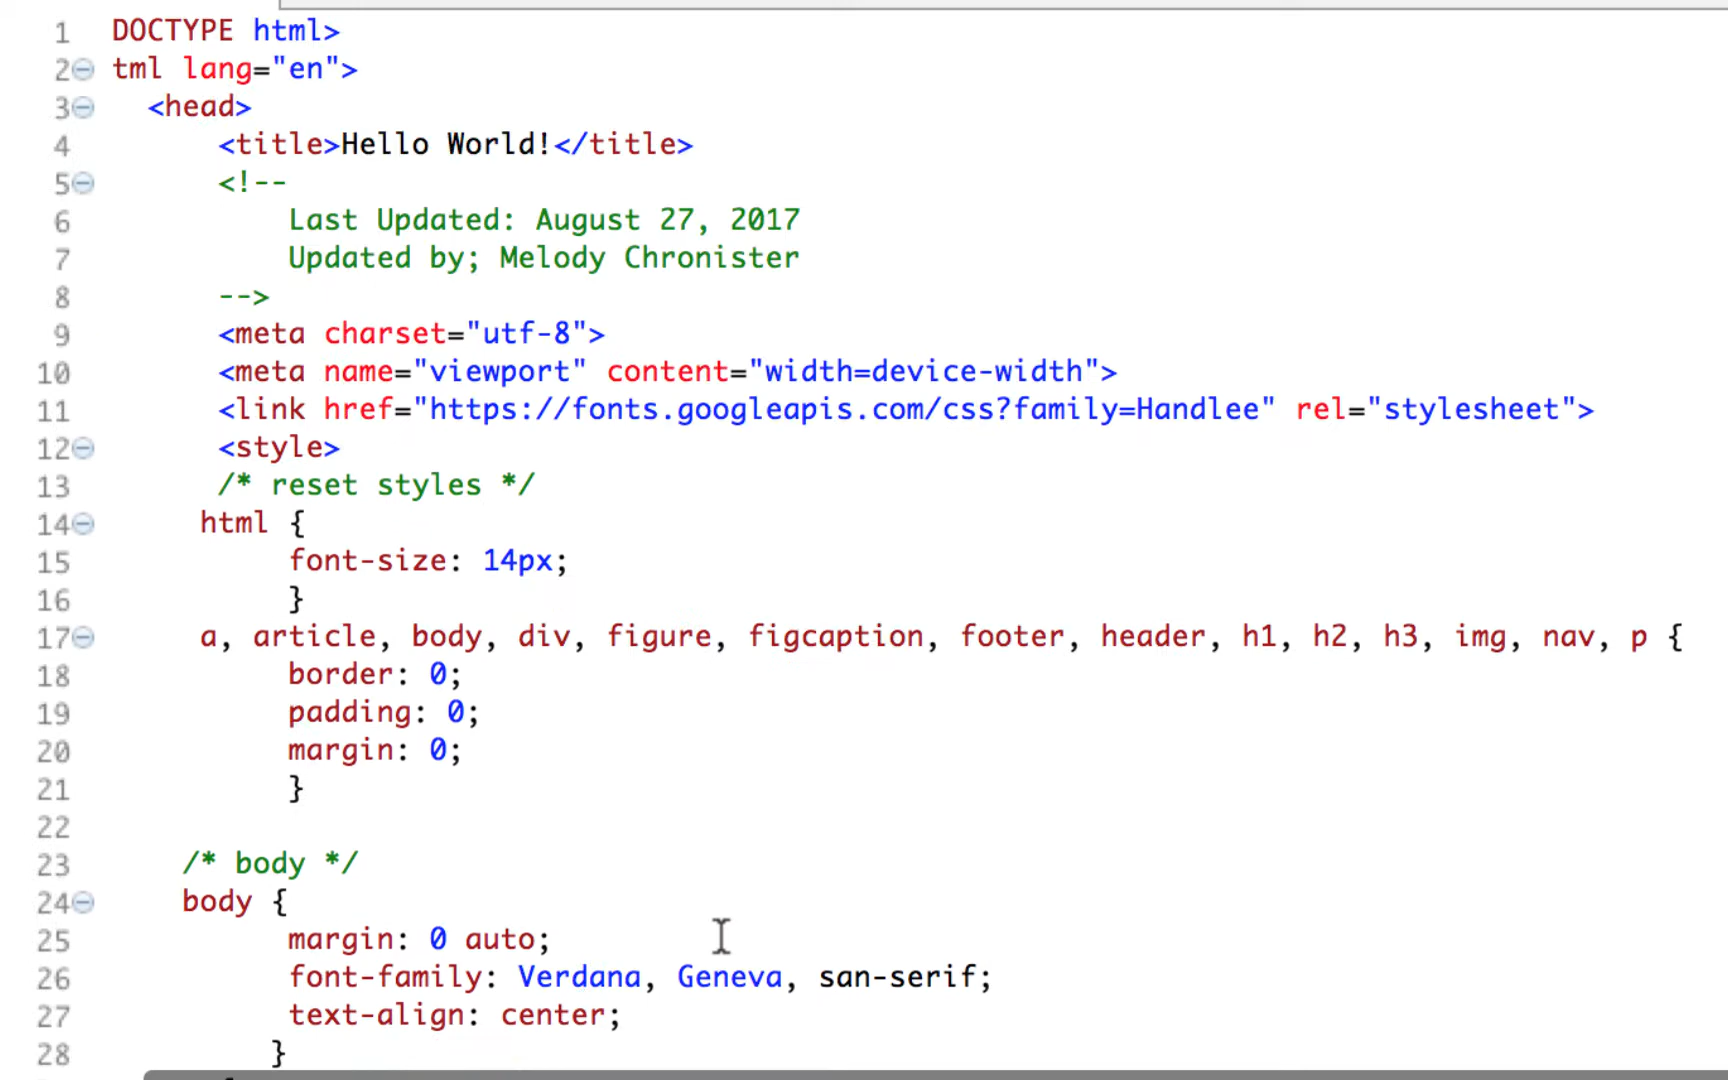 1 DOCTYPE html>
2 tml lang="en">
3 <head>
4 <title>Hello World!</title>
5 <!--
6 Last Updated: August 27, 2017
7 Updated by; Melody Chronister
8 -->
9 <meta charset="utf-8">
10 <meta name="viewport" content="width=device-width">
11 <link href="https://fonts.googleapis.com/css?family=Handlee" rel="stylesheet">
12 <style>
13 /* reset styles */
14 html {
15 font-size: 14px;
16 }
17 a, article, body, div, figure, figcaption, footer, header, h1, h2, h3, img, nav, p {
18 border: 0;
19 padding: 0;
20 margin: 0;
21 }
22
23 /* body */
24 body {
25 margin: 0 auto;
26 font-family: Verdana, Geneva, san-serif;
27 text-align: center;
28 }